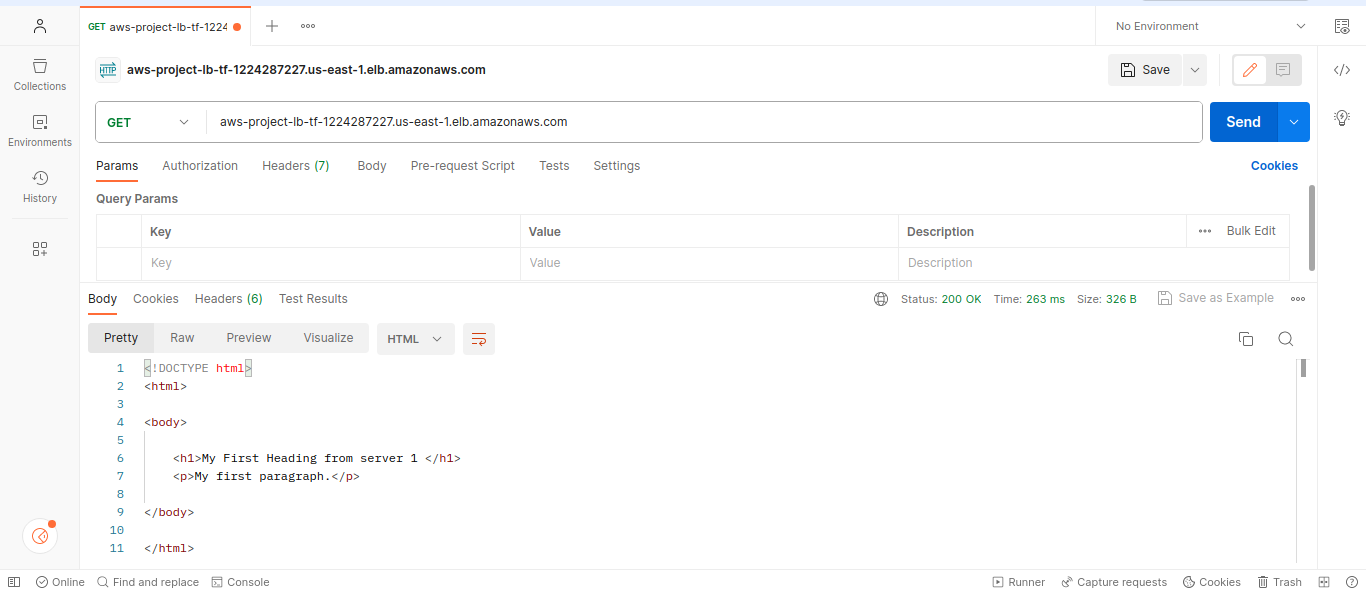 GET aws-project-lb-tf-1224
No Environment
Collections
Environments
History
HTTP aws-project-lb-tf-1224287227.us-east-1.elb.amazonaws.com
Save
GET aws-project-lb-tf-1224287227.us-east-1.elb.amazonaws.com
Send
Params Authorization Headers (7) Body Pre-request Script Tests Settings Cookies
Query Params
Key Value Description Bulk Edit
Key Value Description
Body Cookies Headers (6) Test Results Status: 200 OK Time: 263 ms Size: 326 B Save as Example
Pretty Raw Preview Visualize HTML
1 <!DOCTYPE html>
2 <html>
3
4 <body>
5
6 <h1>My First Heading from server 1 </h1>
7 <p>My first paragraph.</p>
8
9 </body>
10
11 </html>
Online Find and replace Console Runner Capture requests Cookies Trash